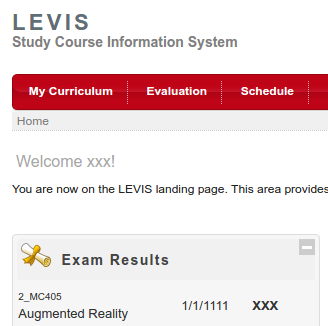 LEVIS
Study Course Information System
My Curriculum Evaluation Schedule
Home
Welcome xxx!
You are now on the LEVIS landing page. This area provides
Exam Results
2_MC405
Augmented Reality 1/1/1111 XXX